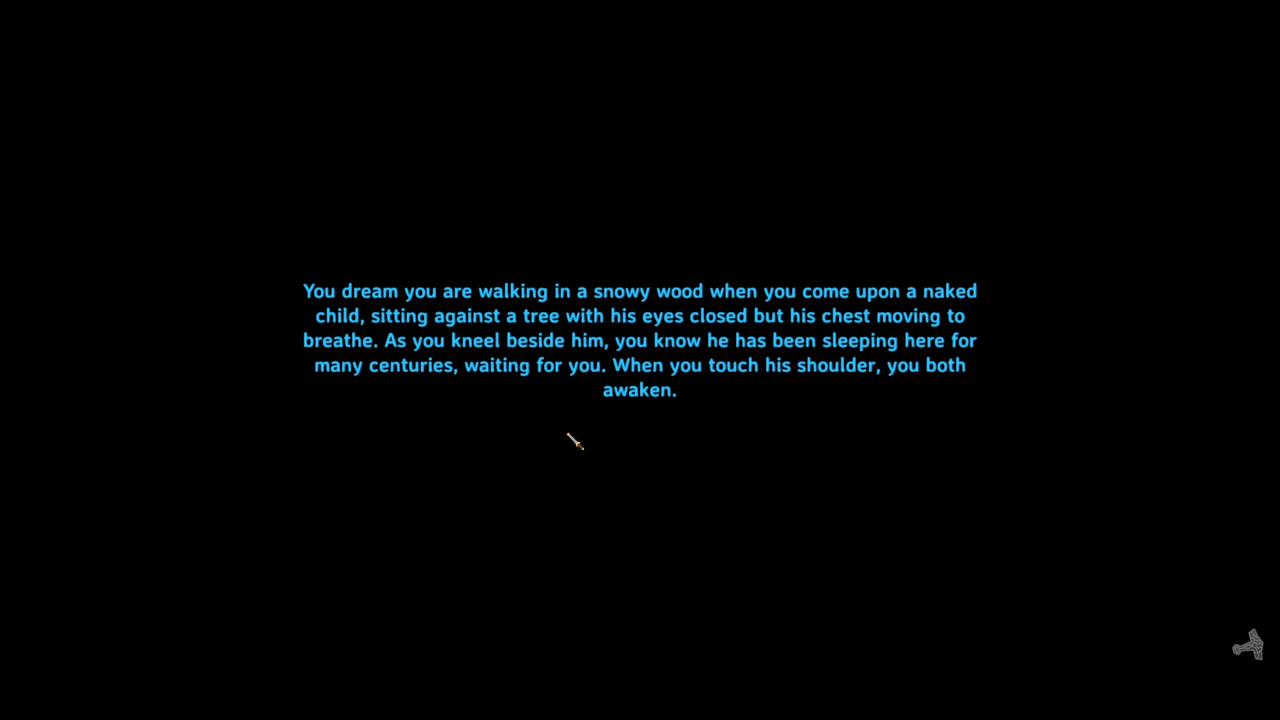 You dream you are walking in a snowy wood when you come upon a naked
child, sitting against a tree with his eyes closed but his chest moving to
breathe. As you kneel beside him, you know he has been sleeping here for
many centuries, waiting for you. When you touch his shoulder, you both
awaken.